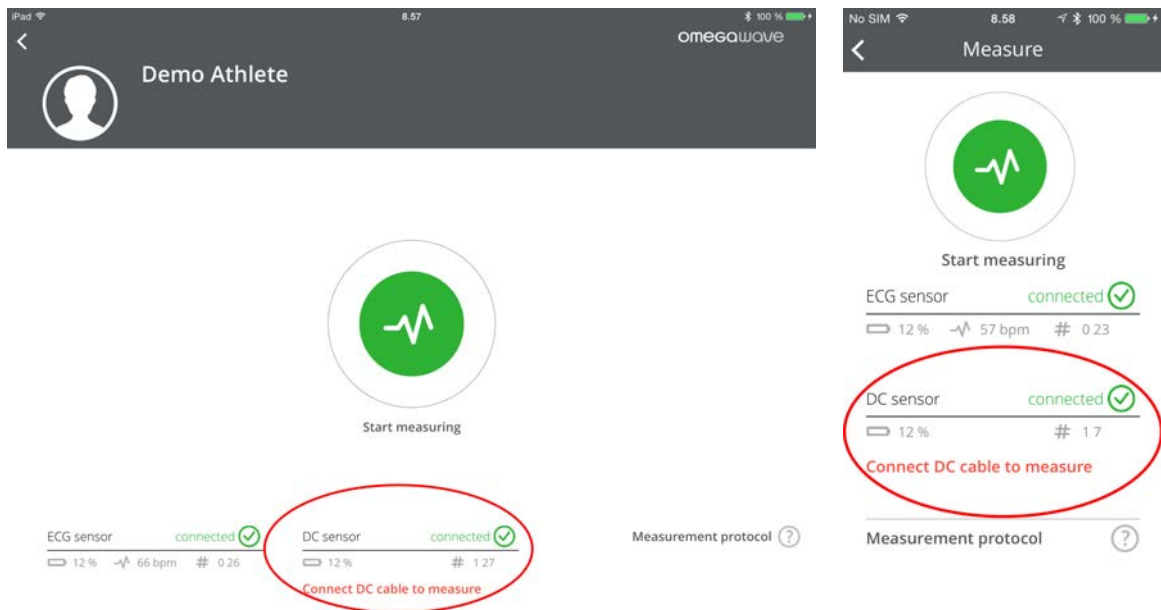 iPad 8.57 100 %
omegawave
Demo Athlete
Start measuring
ECG sensor connected
12 % 66 bpm # 0 26
DC sensor connected
12 % # 1 27
Connect DC cable to measure
Measurement protocol ?
No SIM 8.58 100 %
Measure
Start measuring
ECG sensor connected
12 % 57 bpm # 0 23
DC sensor connected
12 % # 1 7
Connect DC cable to measure
Measurement protocol ?